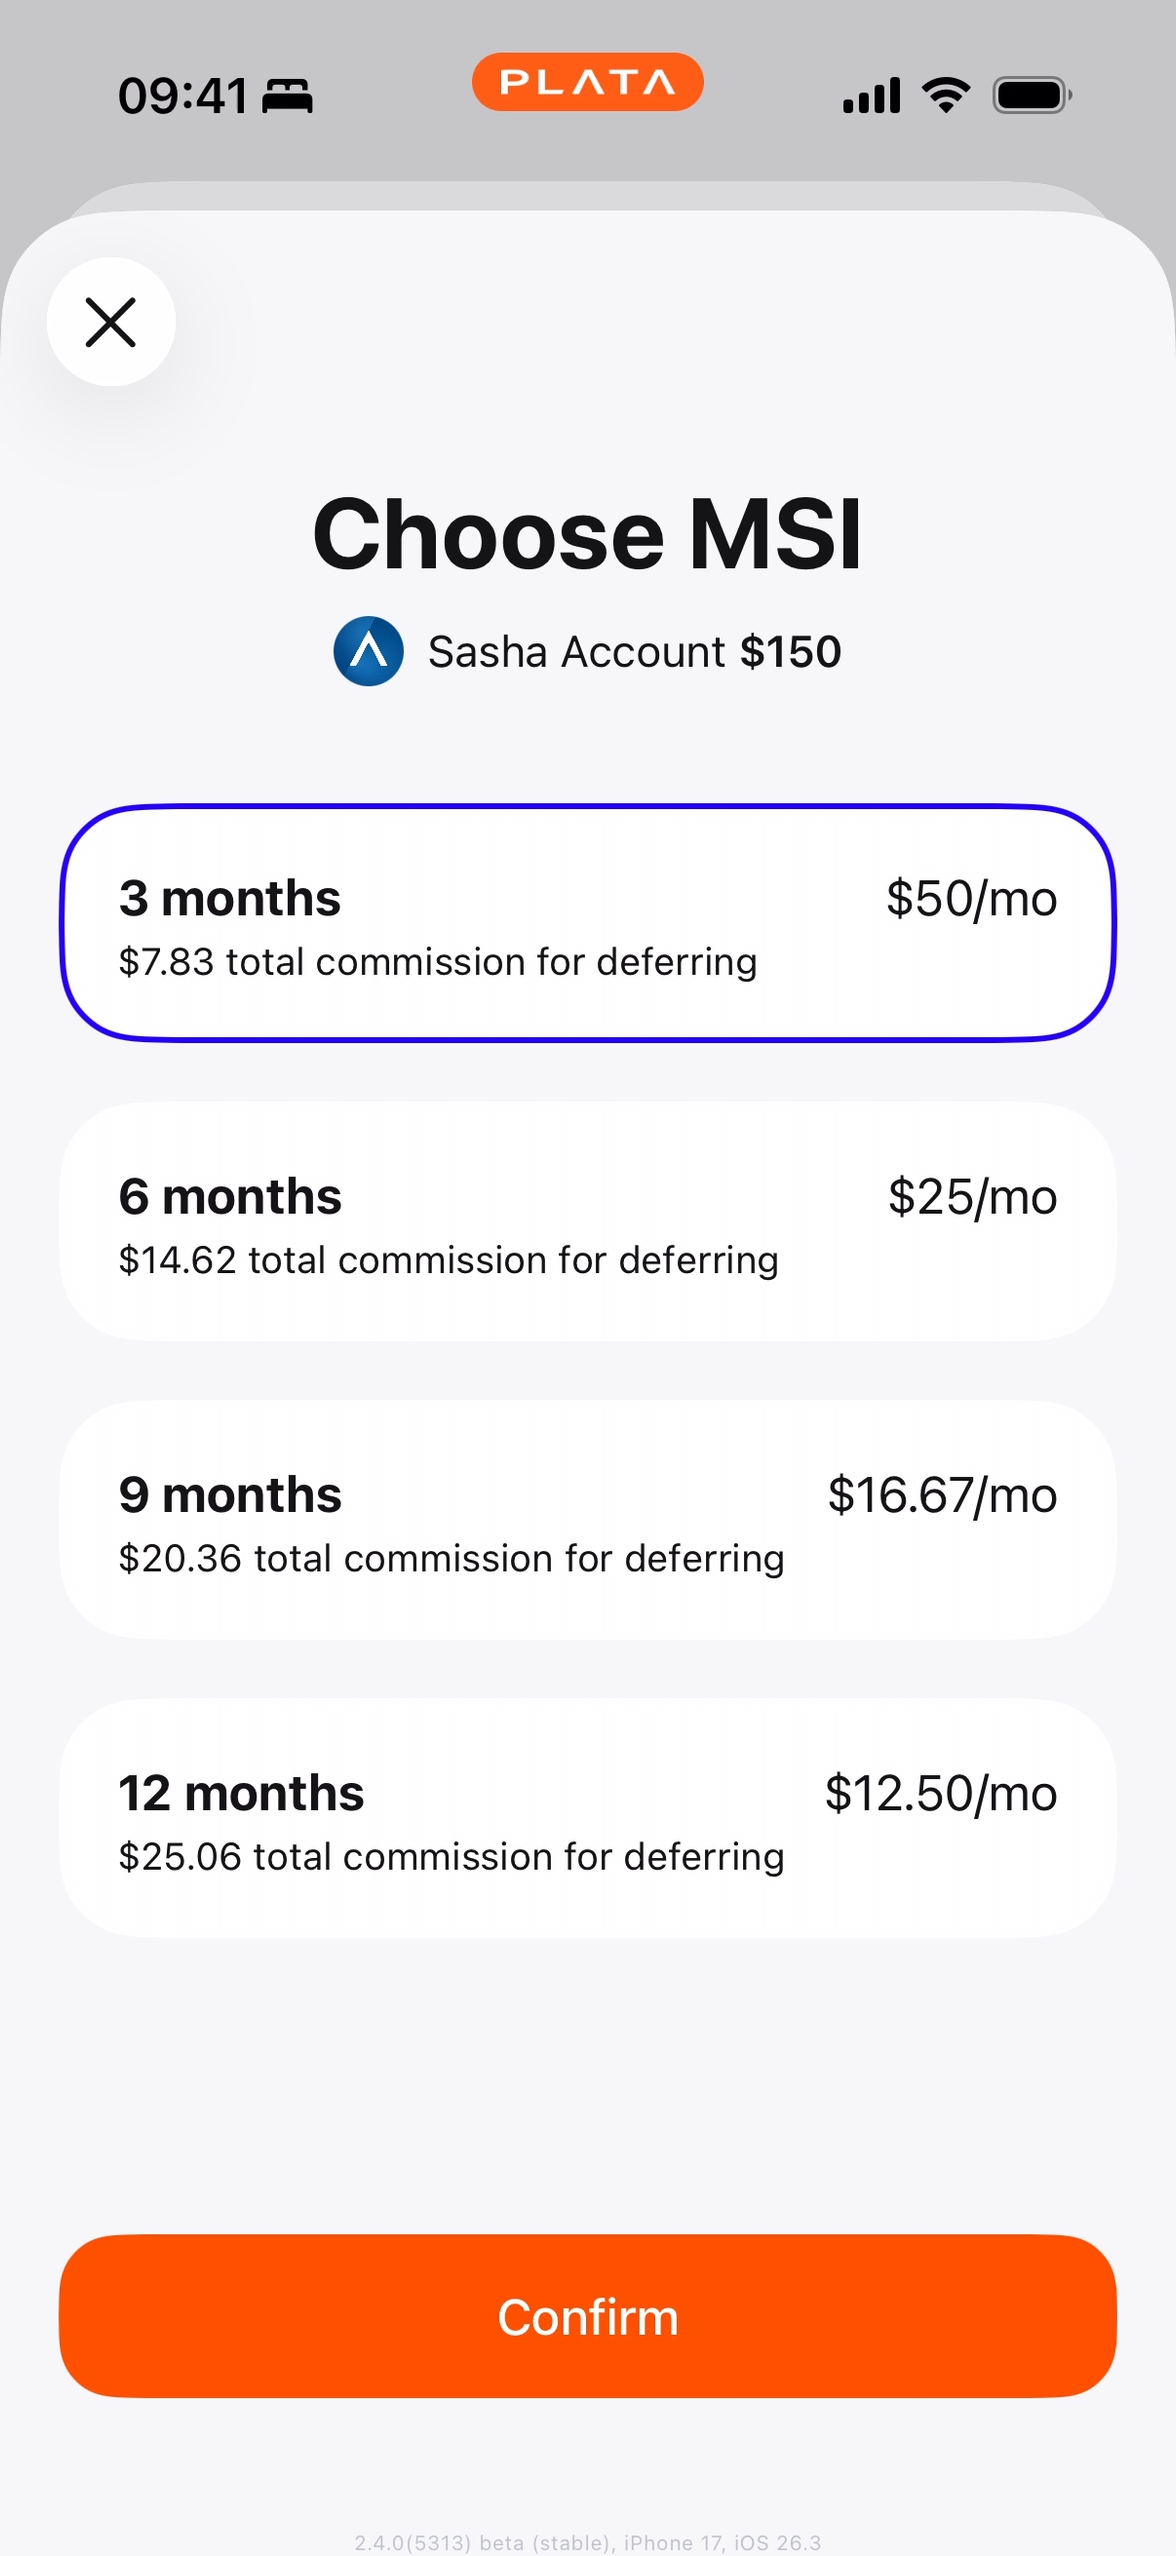 09:41
PLATA
Choose MSI
Sasha Account $150
3 months $50/mo
$7.83 total commission for deferring
6 months $25/mo
$14.62 total commission for deferring
9 months $16.67/mo
$20.36 total commission for deferring
12 months $12.50/mo
$25.06 total commission for deferring
Confirm
2.4.0(5313) beta (stable), iPhone 17, iOS 26.3